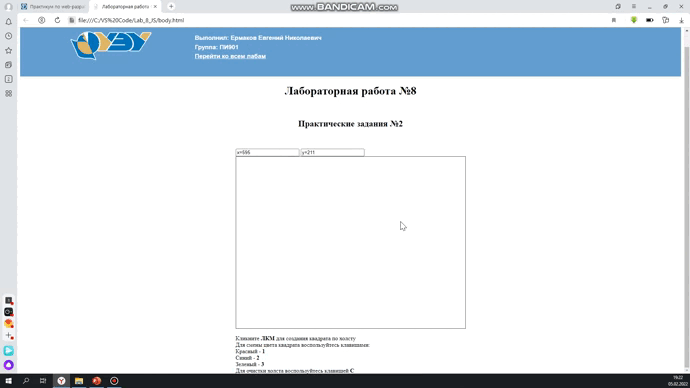 www.BANDICAM.com
Практикум по web-разр
Лабораторная работа
file:///C:/VS%20Code/Lab_8_JS/body.html
Выполнил: Ермаков Евгений Николаевич
Группа: ПИ901
Перейти ко всем лабам
Лабораторная работа №8
Практические задания №2
x=595 y=211
Кликните ЛКМ для создания квадрата по холсту
Для смены цвета квадрата воспользуйтесь клавишами:
Красный - 1
Синий - 2
Зеленый - 3
Для очистки холста воспользуйтесь клавишей С
19:22
05.02.2022